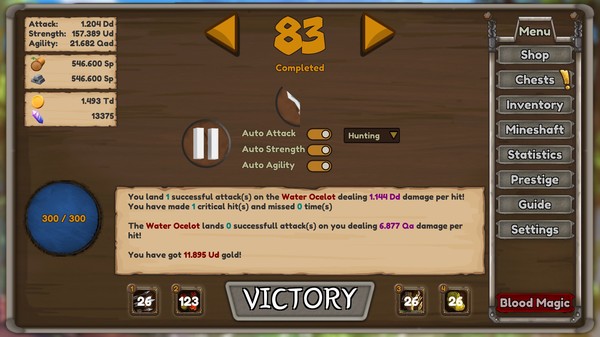 Attack: 1.204 Dd
Strength: 157.389 Ud
Agility: 21.682 Qad
546.600 Sp
546.600 Sp
1.493 Td
13375
83
Completed
Auto Attack
Auto Strength
Auto Agility
Hunting
300 / 300
You land 1 successful attack(s) on the Water Ocelot dealing 1.144 Dd damage per hit!
You have made 1 critical hit(s) and missed 0 time(s)
The Water Ocelot lands 0 successfull attack(s) on you dealing 6.877 Qa damage per
hit!
You have got 11.895 Ud gold!
1
26
2
123
VICTORY
3
26
4
26
Menu
Shop
Chests
!
Inventory
Mineshaft
Statistics
Prestige
Guide
Settings
Blood Magic